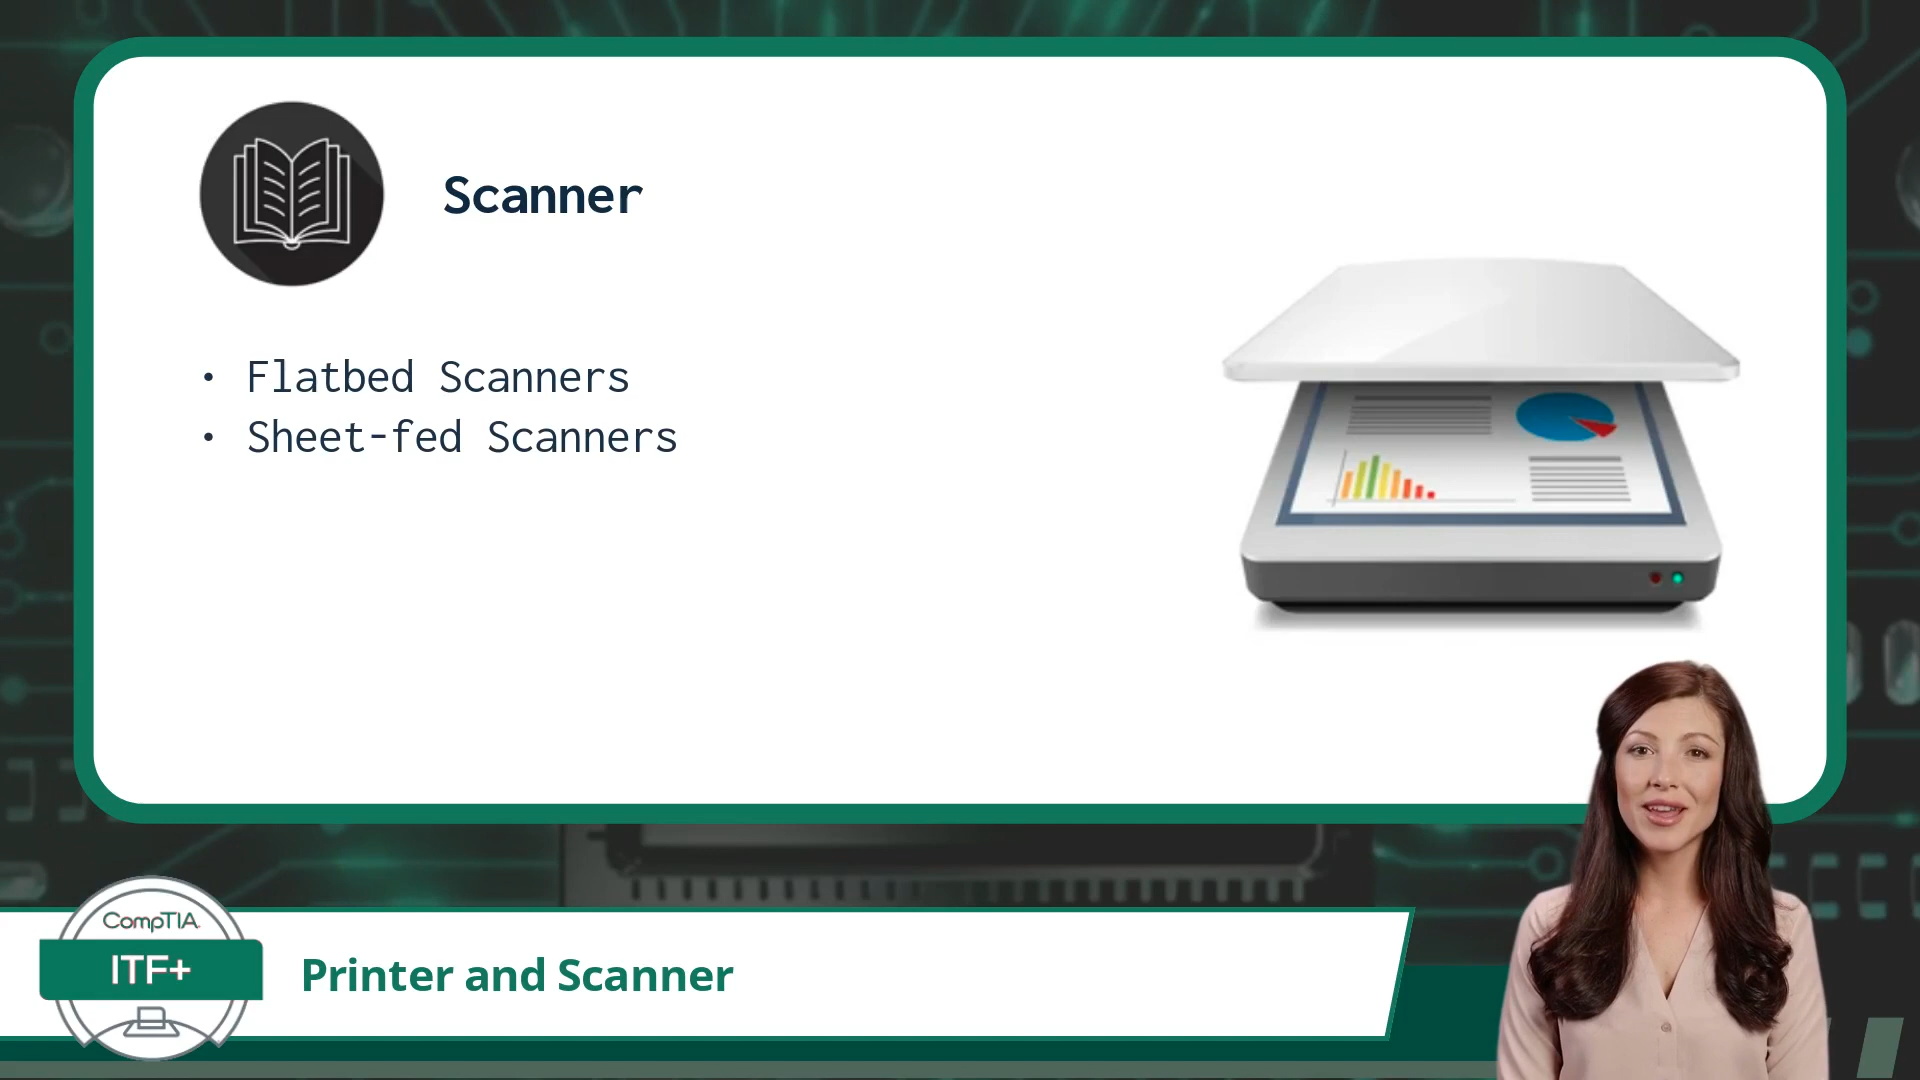 Scanner
• Flatbed Scanners
• Sheet-fed Scanners
CompTIA
ITF+
Printer and Scanner